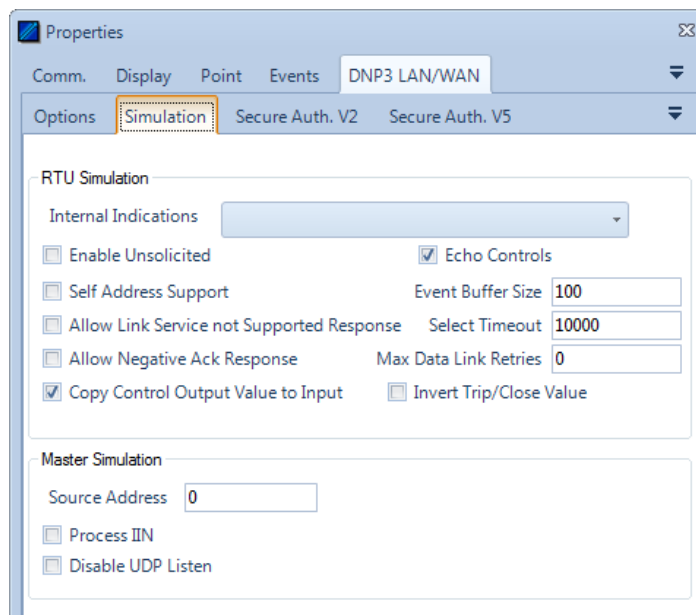 Properties
Comm. Display Point Events DNP3 LAN/WAN
Options Simulation Secure Auth. V2 Secure Auth. V5
RTU Simulation
Internal Indications
Enable Unsolicited Echo Controls
Self Address Support Event Buffer Size 100
Allow Link Service not Supported Response Select Timeout 10000
Allow Negative Ack Response Max Data Link Retries 0
Copy Control Output Value to Input Invert Trip/Close Value
Master Simulation
Source Address 0
Process IIN
Disable UDP Listen